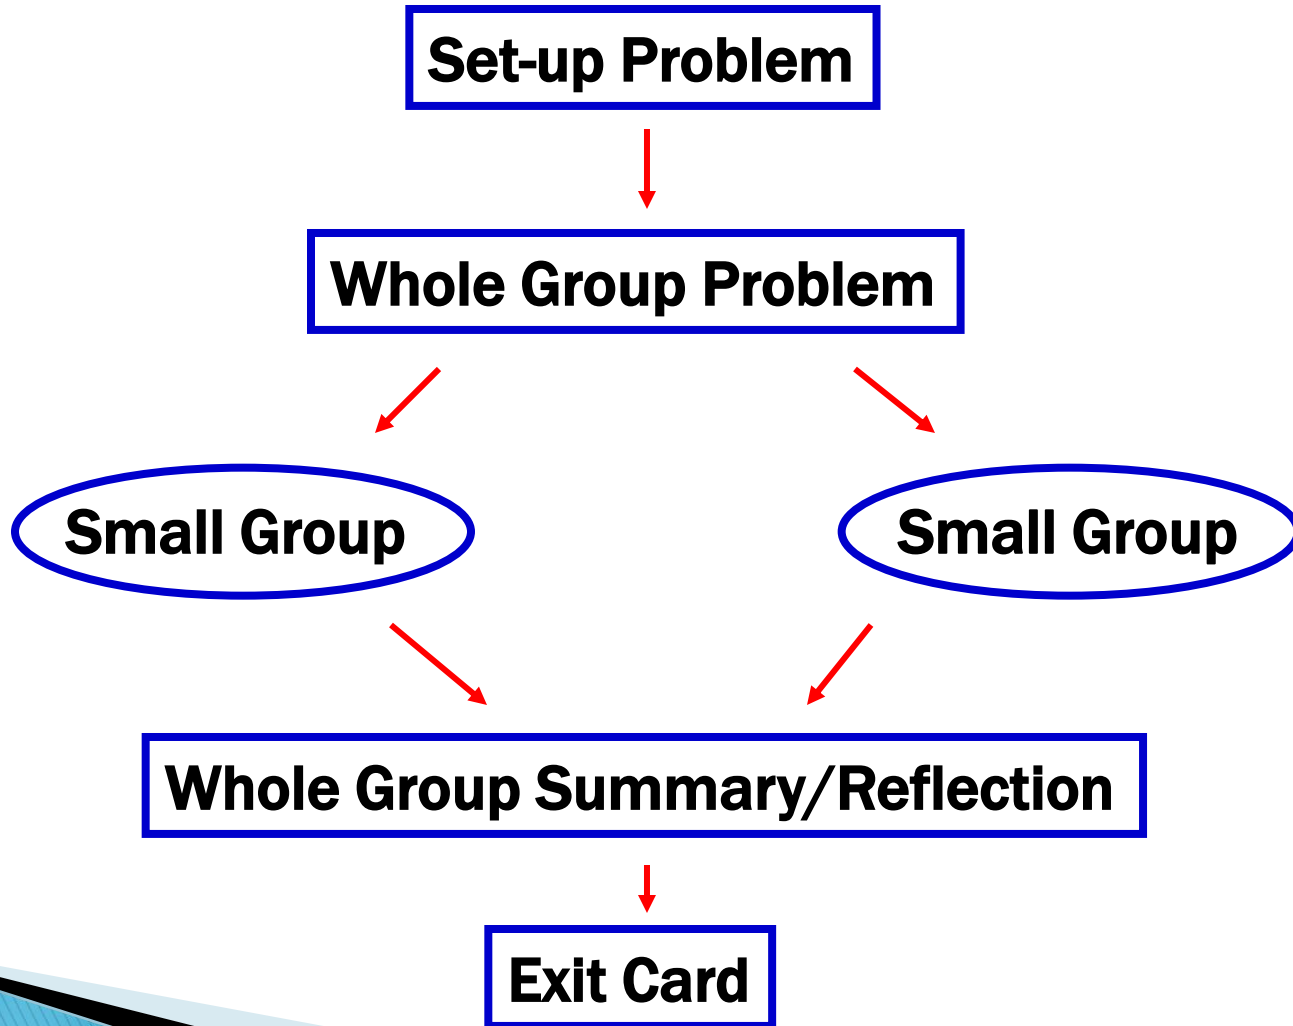 Set-up Problem
Whole Group Problem
Small Group
Small Group
Whole Group Summary/Reflection
Exit Card